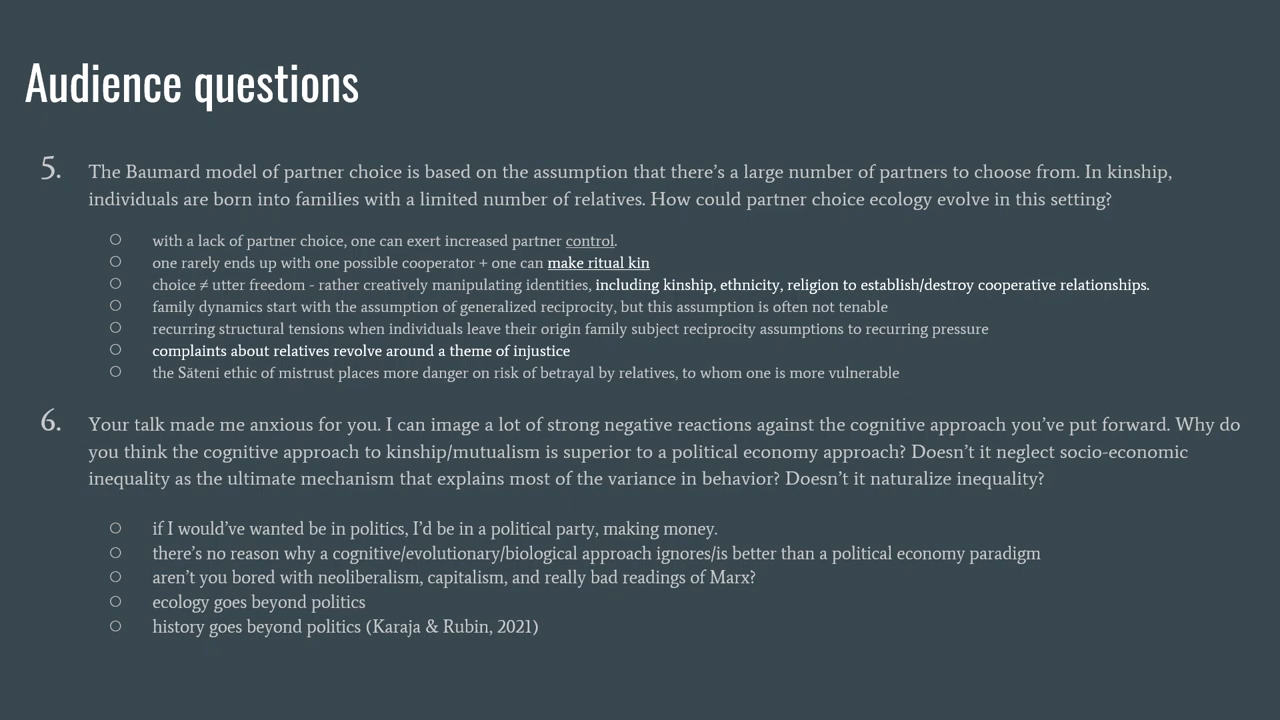 Audience questions
5. The Baumard model of partner choice is based on the assumption that there's a large number of partners to choose from. In kinship,
individuals are born into families with a limited number of relatives. How could partner choice ecology evolve in this setting?
○ with a lack of partner choice, one can exert increased partner control.
○ one rarely ends up with one possible cooperator + one can make ritual kin
○ choice ≠ utter freedom - rather creatively manipulating identities, including kinship, ethnicity, religion to establish/destroy cooperative relationships.
○ family dynamics start with the assumption of generalized reciprocity, but this assumption is often not tenable
○ recurring structural tensions when individuals leave their origin family subject reciprocity assumptions to recurring pressure
○ complaints about relatives revolve around a theme of injustice
○ the Săteni ethic of mistrust places more danger on risk of betrayal by relatives, to whom one is more vulnerable
6. Your talk made me anxious for you. I can image a lot of strong negative reactions against the cognitive approach you've put forward. Why do
you think the cognitive approach to kinship/mutualism is superior to a political economy approach? Doesn't it neglect socio-economic
inequality as the ultimate mechanism that explains most of the variance in behavior? Doesn't it naturalize inequality?
○ if I would've wanted be in politics, I'd be in a political party, making money.
○ there's no reason why a cognitive/evolutionary/biological approach ignores/is better than a political economy paradigm
○ aren't you bored with neoliberalism, capitalism, and really bad readings of Marx?
○ ecology goes beyond politics
○ history goes beyond politics (Karaja & Rubin, 2021)